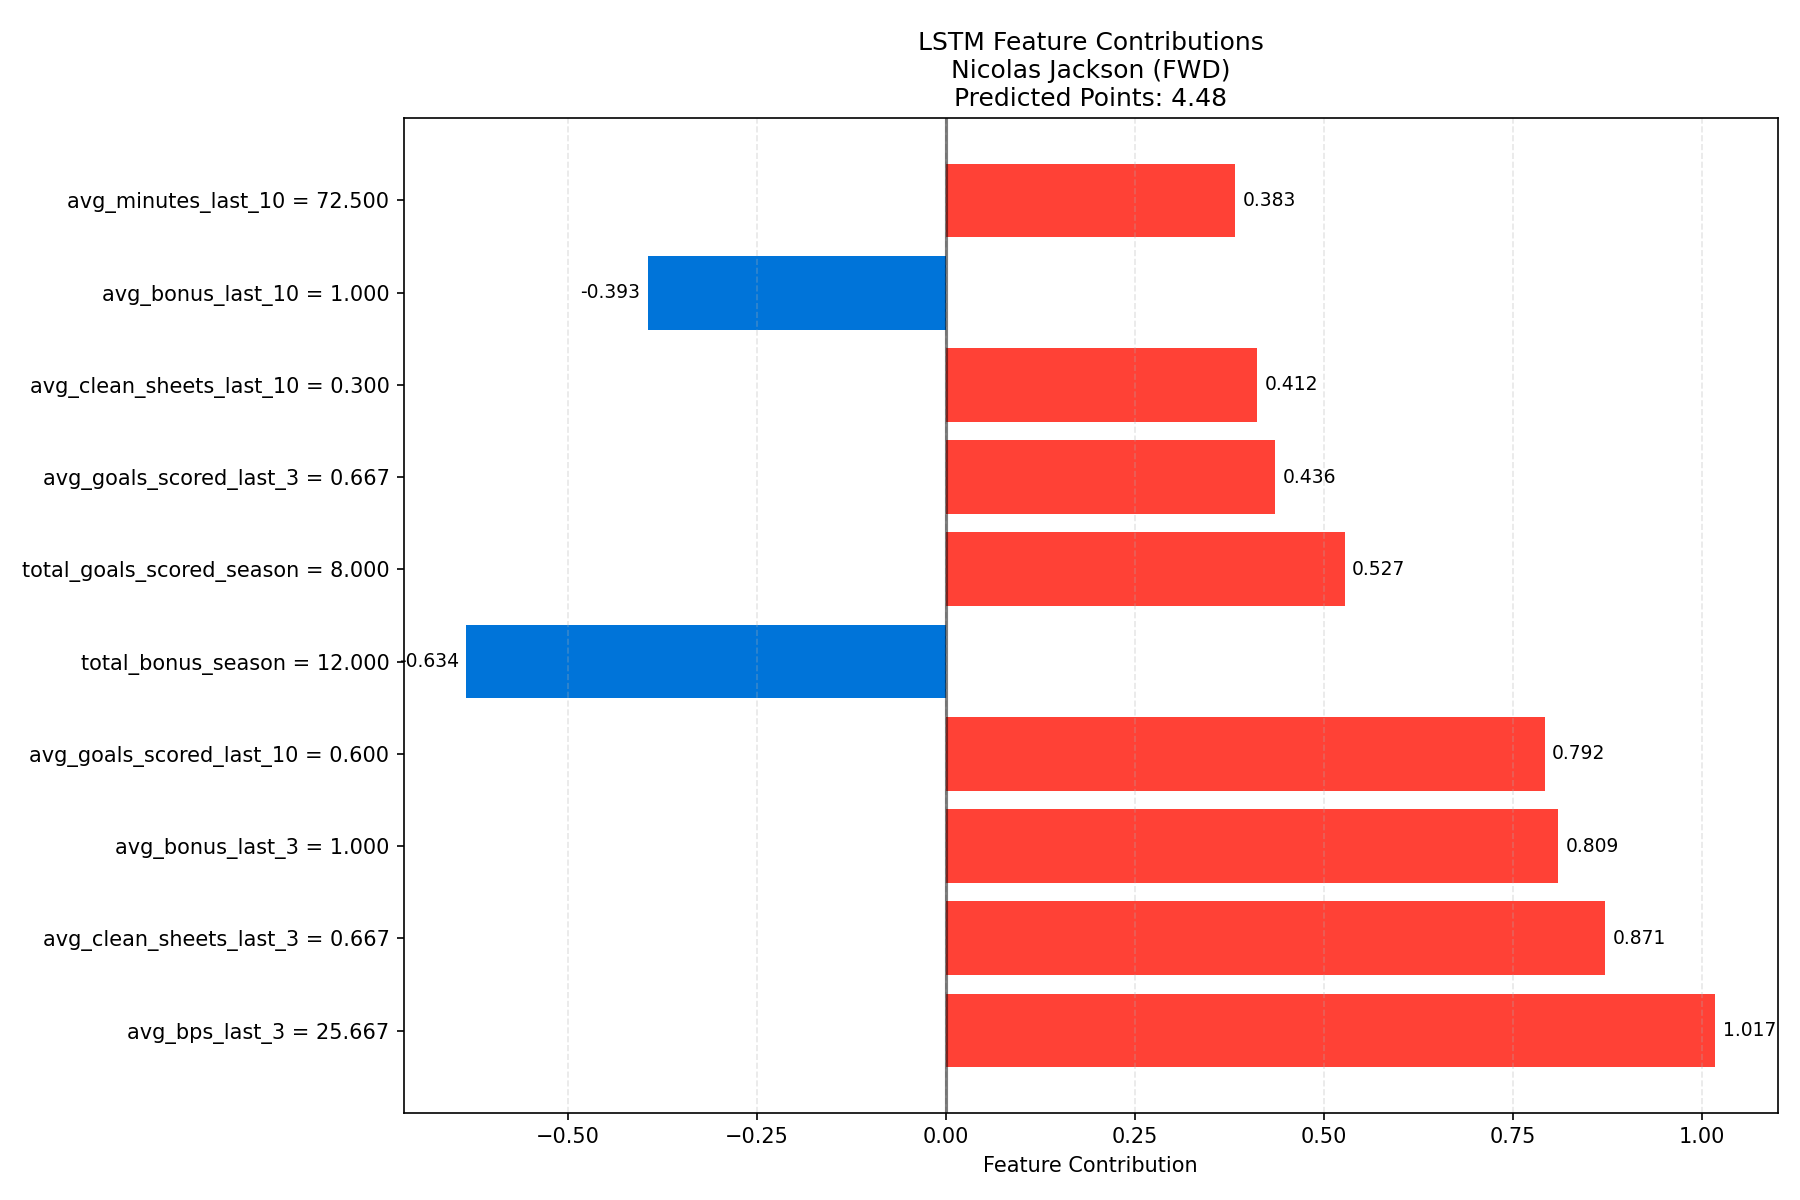 LSTM Feature Contributions
Nicolas Jackson (FWD)
Predicted Points: 4.48
avg_minutes_last_10 = 72.500
0.383
avg_bonus_last_10 = 1.000
-0.393
avg_clean_sheets_last_10 = 0.300
0.412
avg_goals_scored_last_3 = 0.667
0.436
total_goals_scored_season = 8.000
0.527
total_bonus_season = 12.000
-0.634
avg_goals_scored_last_10 = 0.600
0.792
avg_bonus_last_3 = 1.000
0.809
avg_clean_sheets_last_3 = 0.667
0.871
avg_bps_last_3 = 25.667
1.017
−0.50 −0.25 0.00 0.25 0.50 0.75 1.00
Feature Contribution